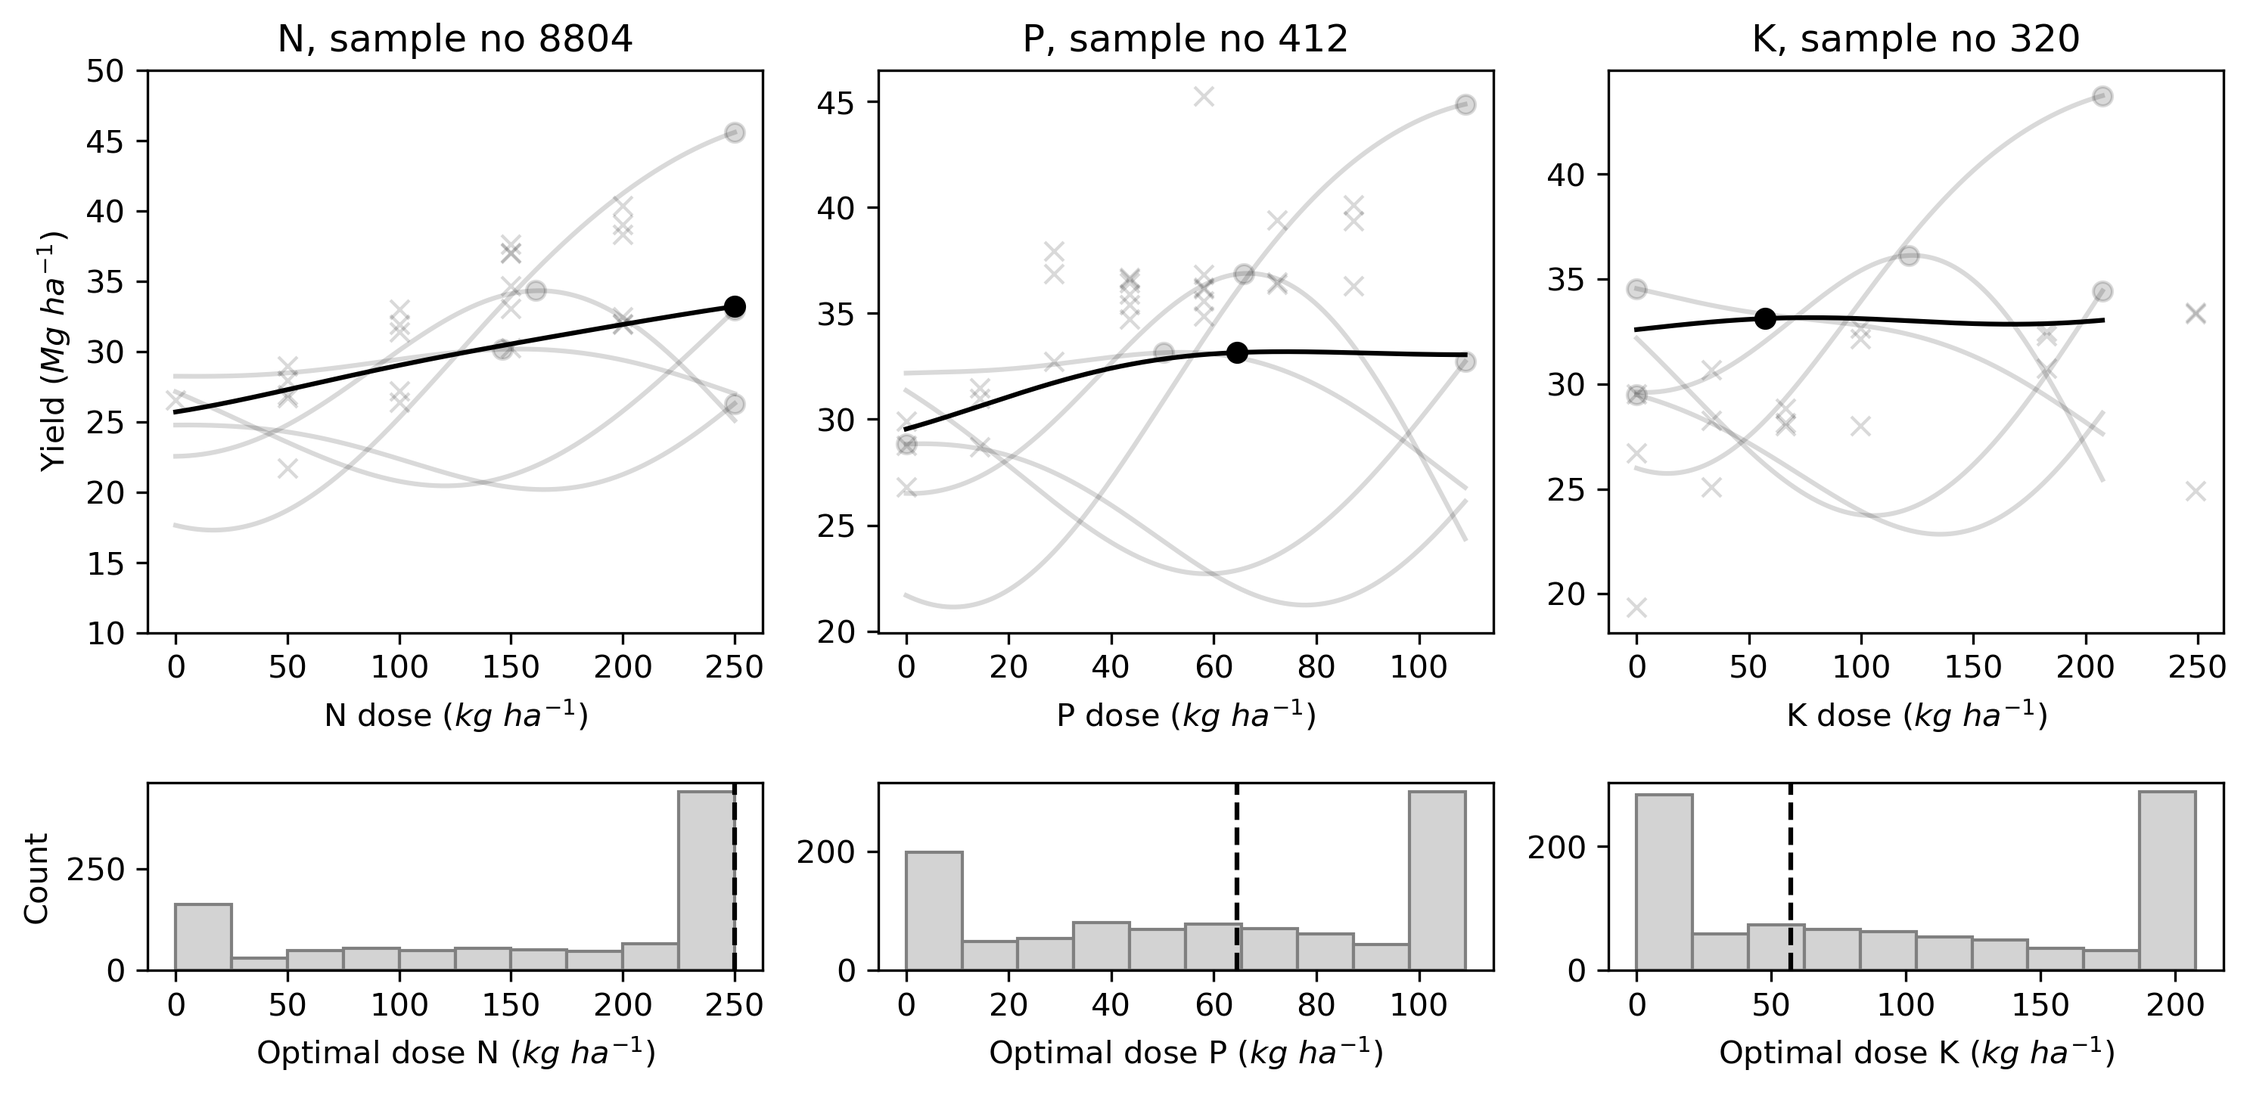 N, sample no 8804
50
45
40
35
30
25
20
15
10
Yield (Mg ha⁻¹)
0 50 100 150 200 250
N dose (kg ha⁻¹)
P, sample no 412
45
40
35
30
25
20
0 20 40 60 80 100
P dose (kg ha⁻¹)
K, sample no 320
40
35
30
25
20
0 50 100 150 200 250
K dose (kg ha⁻¹)
Count
250
0
0 50 100 150 200 250
Optimal dose N (kg ha⁻¹)
200
0
0 20 40 60 80 100
Optimal dose P (kg ha⁻¹)
200
0
0 50 100 150 200
Optimal dose K (kg ha⁻¹)